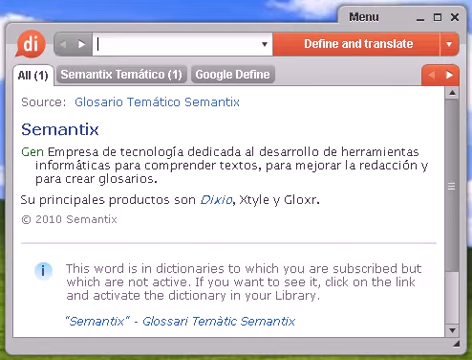 Menu
di
Define and translate
All (1) Semantix Temático (1) Google Define
Source: Glosario Temático Semantix
Semantix
Gen Empresa de tecnología dedicada al desarrollo de herramientas
informáticas para comprender textos, para mejorar la redacción y
para crear glosarios.
Su principales productos son Dixio, Xtyle y Gloxr.
© 2010 Semantix
i
This word is in dictionaries to which you are subscribed but
which are not active. If you want to see it, click on the link
and activate the dictionary in your Library.
"Semantix" - Glossari Temàtic Semantix